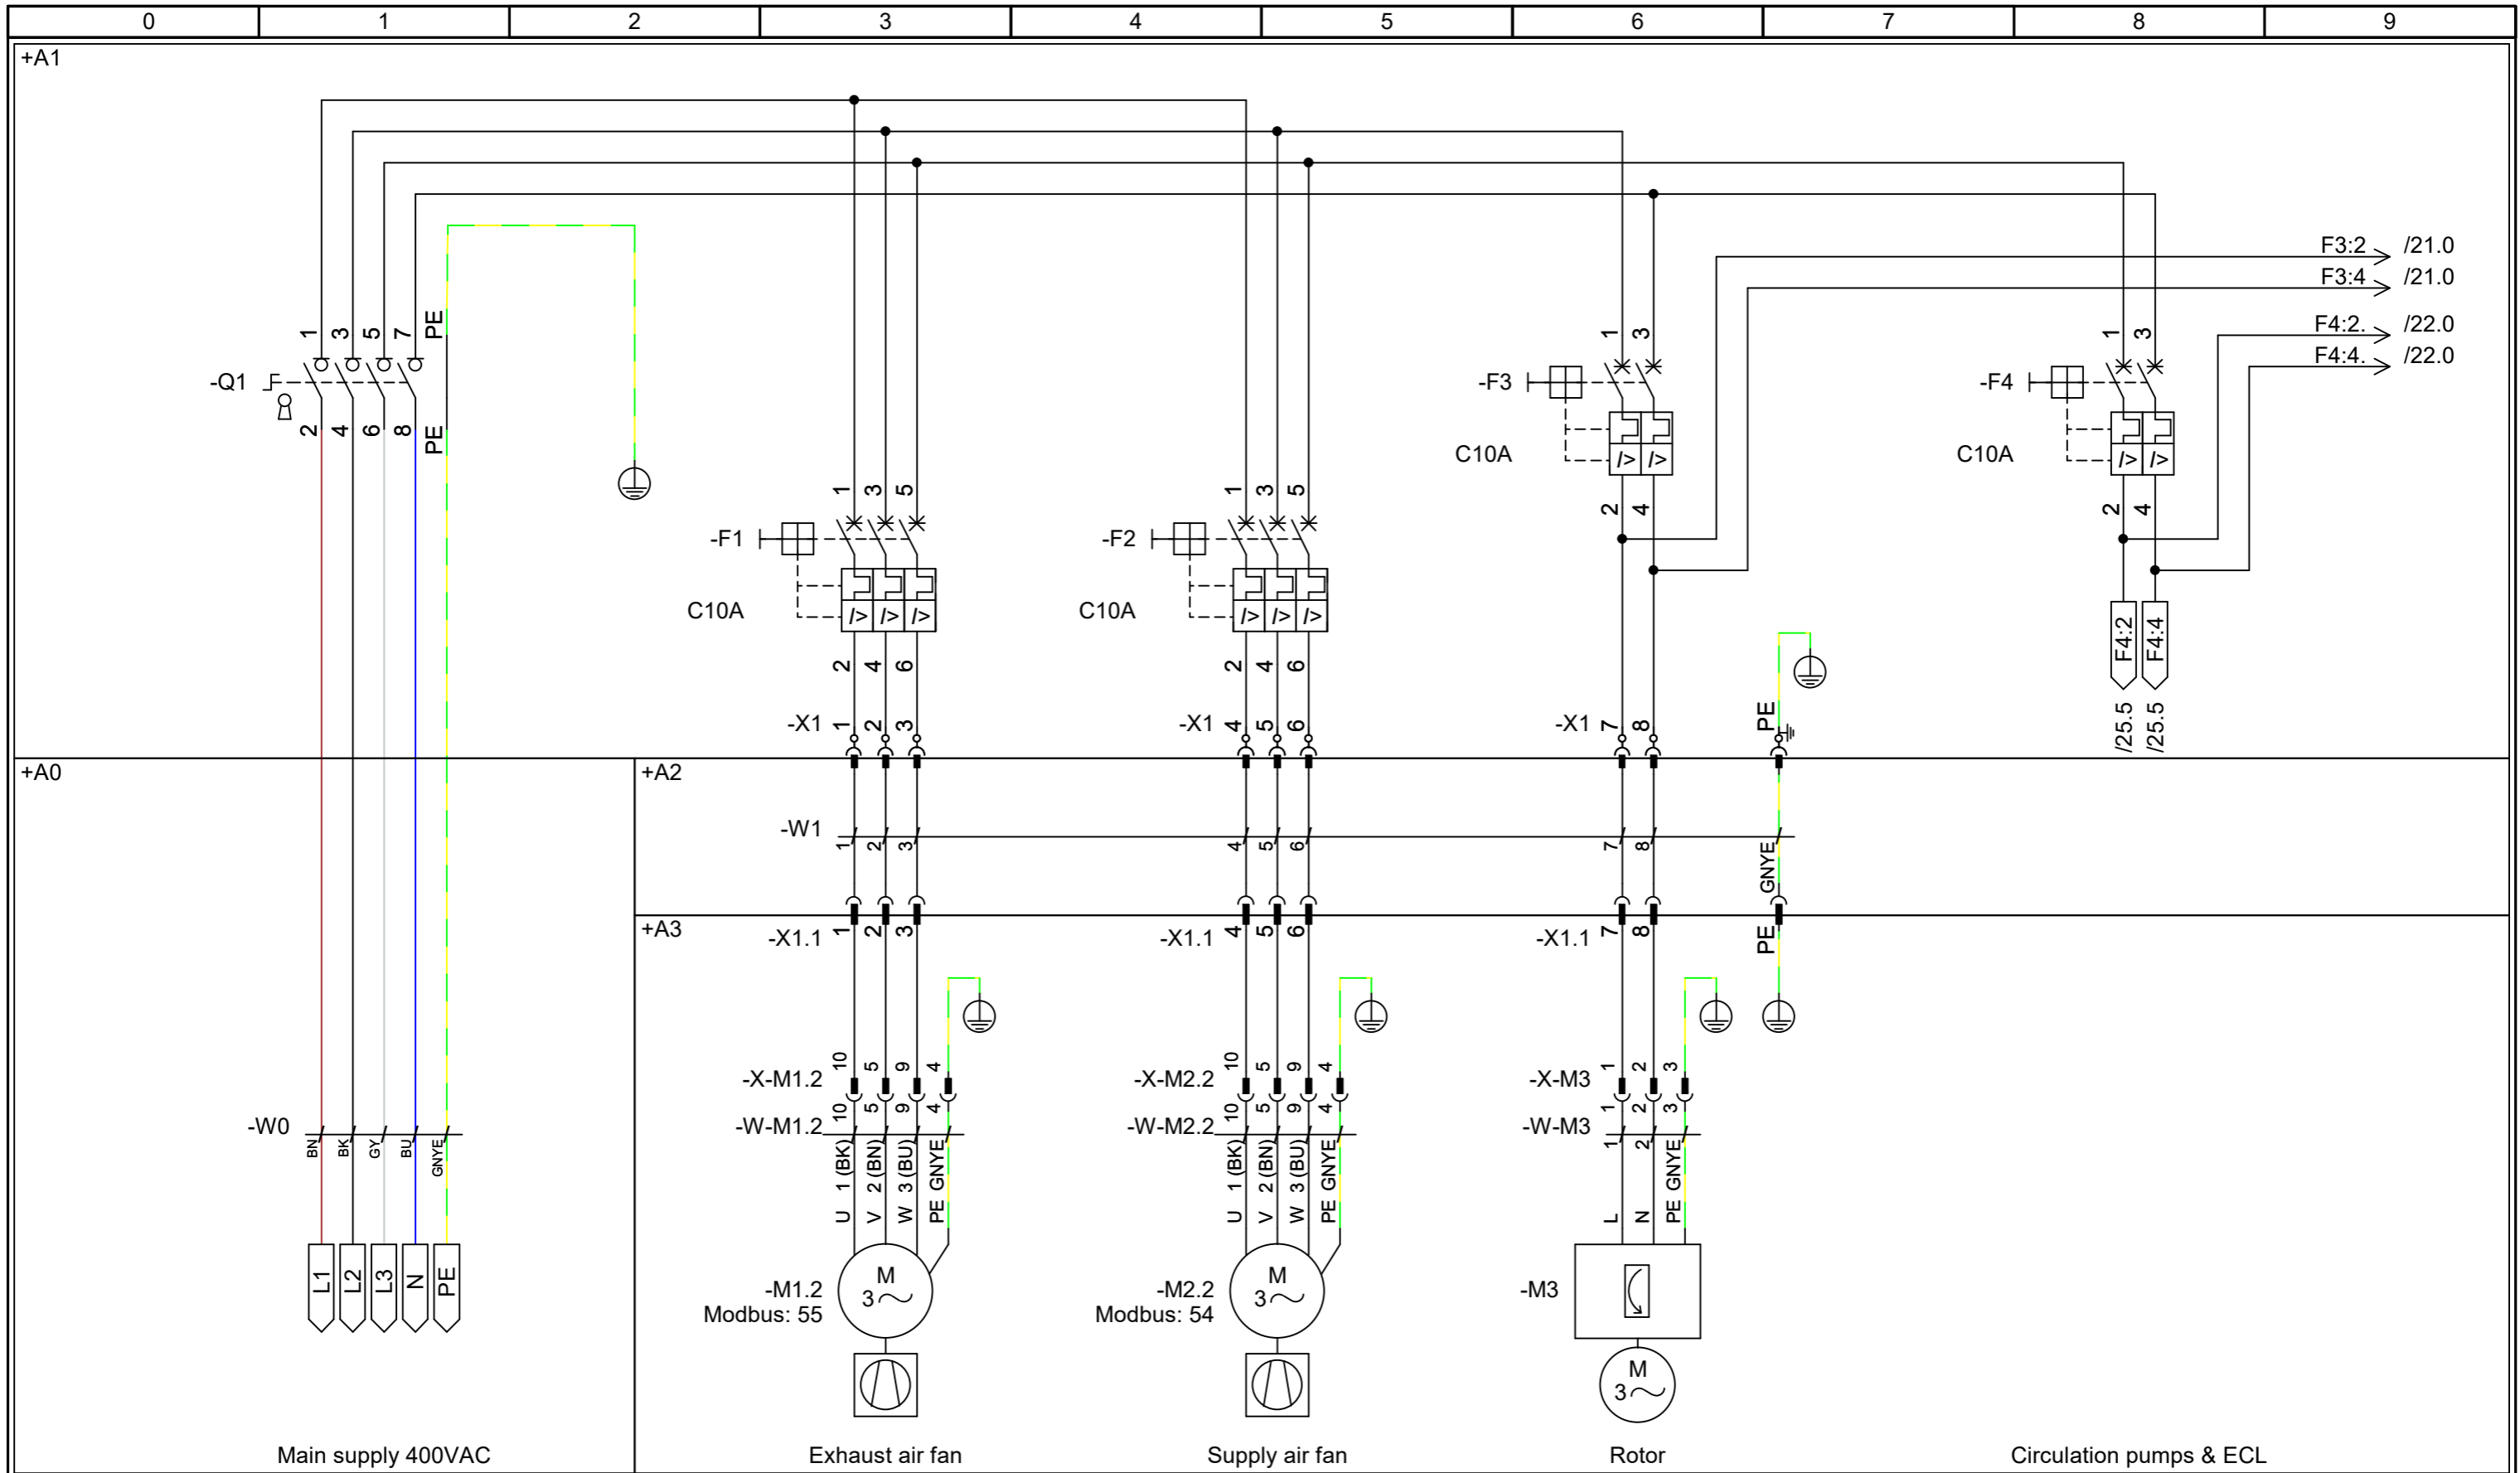 0 1 2 3 4 5 6 7 8 9
+A1
F3:2 /21.0
F3:4 /21.0
F4:2. /22.0
F4:4. /22.0
1 3 5 7 PE
-Q1
2 4 6 8 PE
1 3
-F3
C10A
I> I>
2 4
1 3
-F4
C10A
I> I>
2 4
1 3 5
-F1
C10A
I> I> I>
2 4 6
1 3 5
-F2
C10A
I> I> I>
2 4 6
F4:2 F4:4
/25.5 /25.5
-X1 1 2 3
-X1 4 5 6
-X1 7 8 PE
+A0
+A2
-W1
1 2 3 4 5 6 7 8 GNYE
+A3
-X1.1 1 2 3
-X1.1 4 5 6
-X1.1 7 8 PE
10 5 9 4
-X-M1.2
10 5 9 4
-W-M1.2
1 (BK) 2 (BN) 3 (BU) GNYE
U V W PE
10 5 9 4
-X-M2.2
10 5 9 4
-W-M2.2
1 (BK) 2 (BN) 3 (BU) GNYE
U V W PE
1 2 3
-X-M3
1 2 3
-W-M3
1 2 GNYE
L N PE
-W0
BN BK GY BU GNYE
L1 L2 L3 N PE
M
3
-M1.2
Modbus: 55
M
3
-M2.2
Modbus: 54
-M3
M
3
Main supply 400VAC
Exhaust air fan
Supply air fan
Rotor
Circulation pumps & ECL